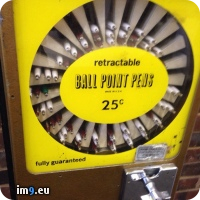 retractable
BALL POINT PENS
25¢
fully guaranteed
im9.eu